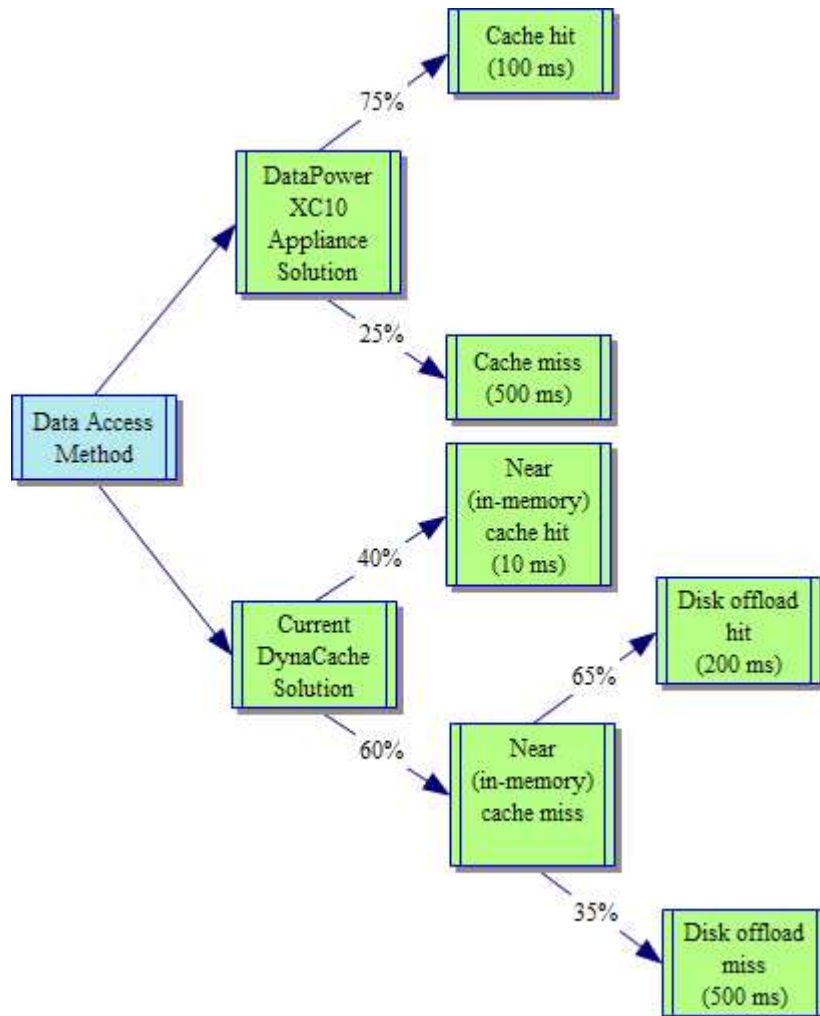 Cache hit
(100 ms)
75%
DataPower
XC10
Appliance
Solution
25%
Cache miss
(500 ms)
Data Access
Method
Near
(in-memory)
cache hit
(10 ms)
40%
Current
DynaCache
Solution
60%
Disk offload
hit
(200 ms)
65%
Near
(in-memory)
cache miss
35%
Disk offload
miss
(500 ms)